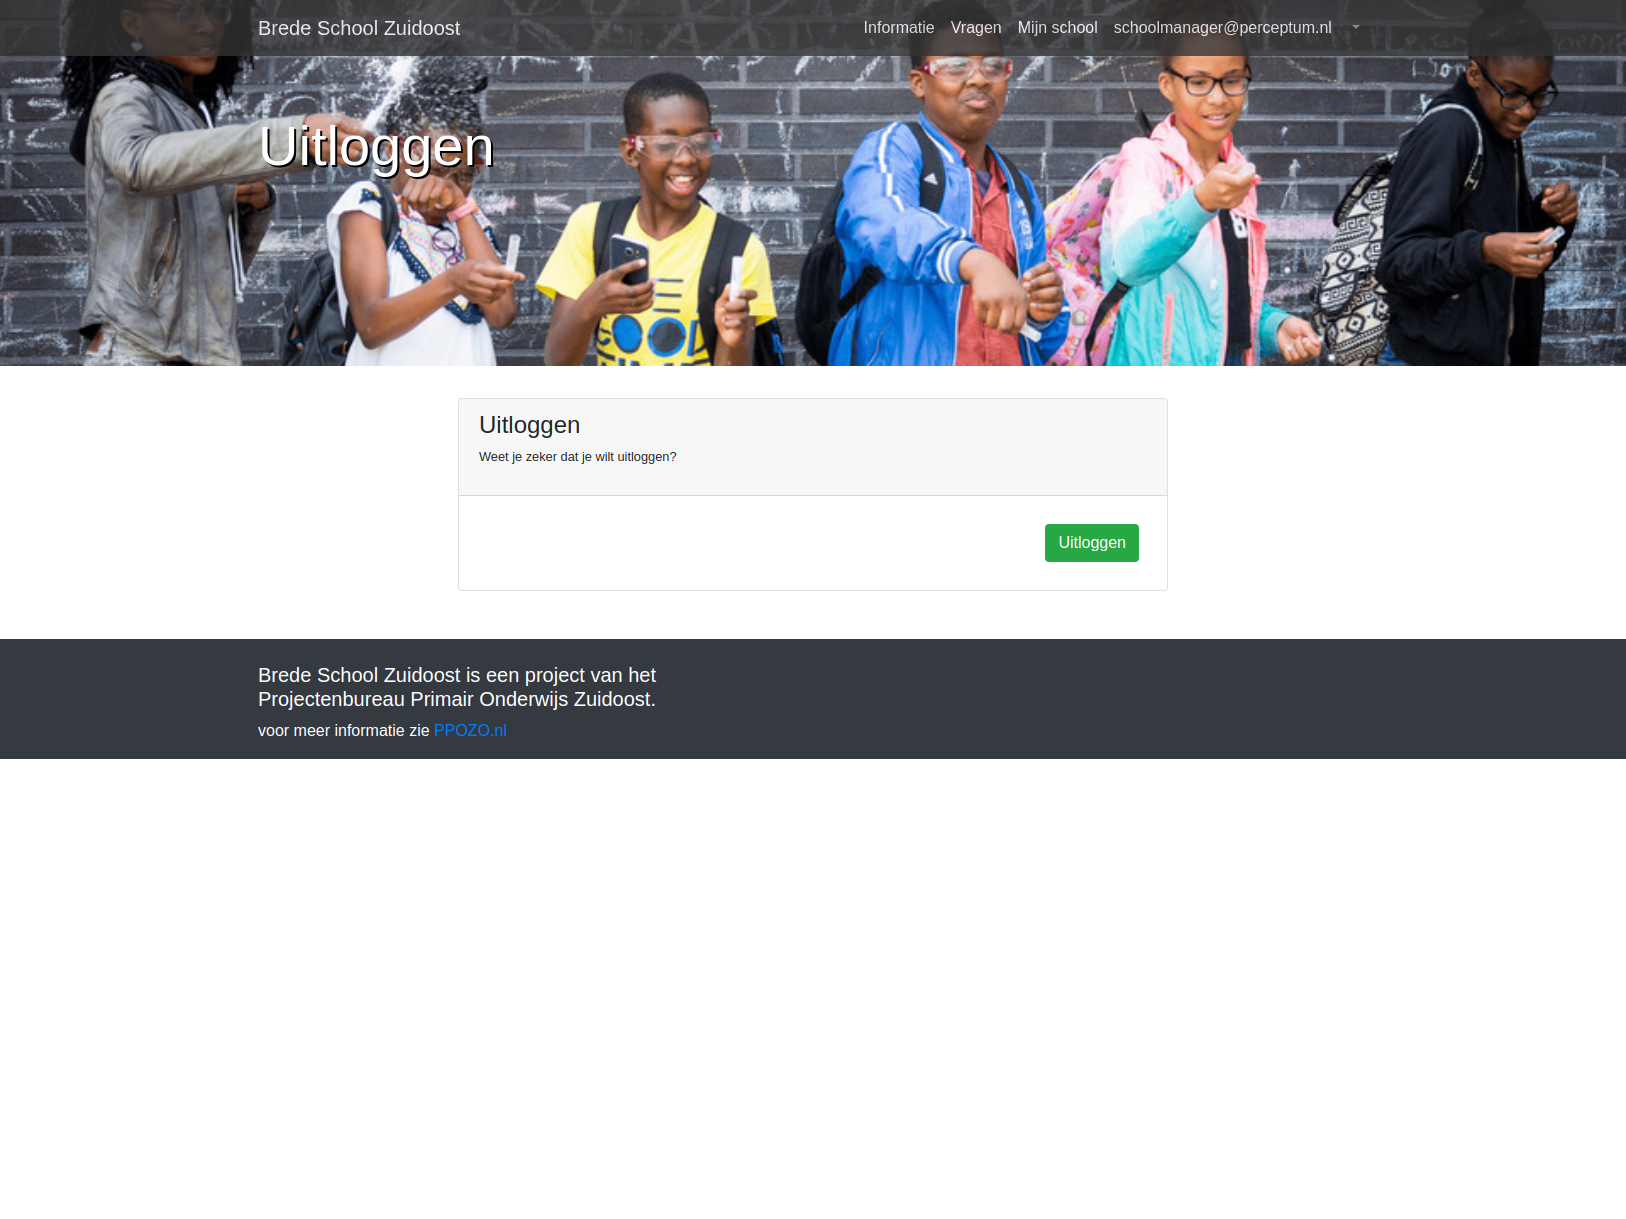 Brede School Zuidoost
Informatie Vragen Mijn school schoolmanager@perceptum.nl
Uitloggen
Uitloggen
Weet je zeker dat je wilt uitloggen?
Uitloggen
Brede School Zuidoost is een project van het
Projectenbureau Primair Onderwijs Zuidoost.
voor meer informatie zie PPOZO.nl